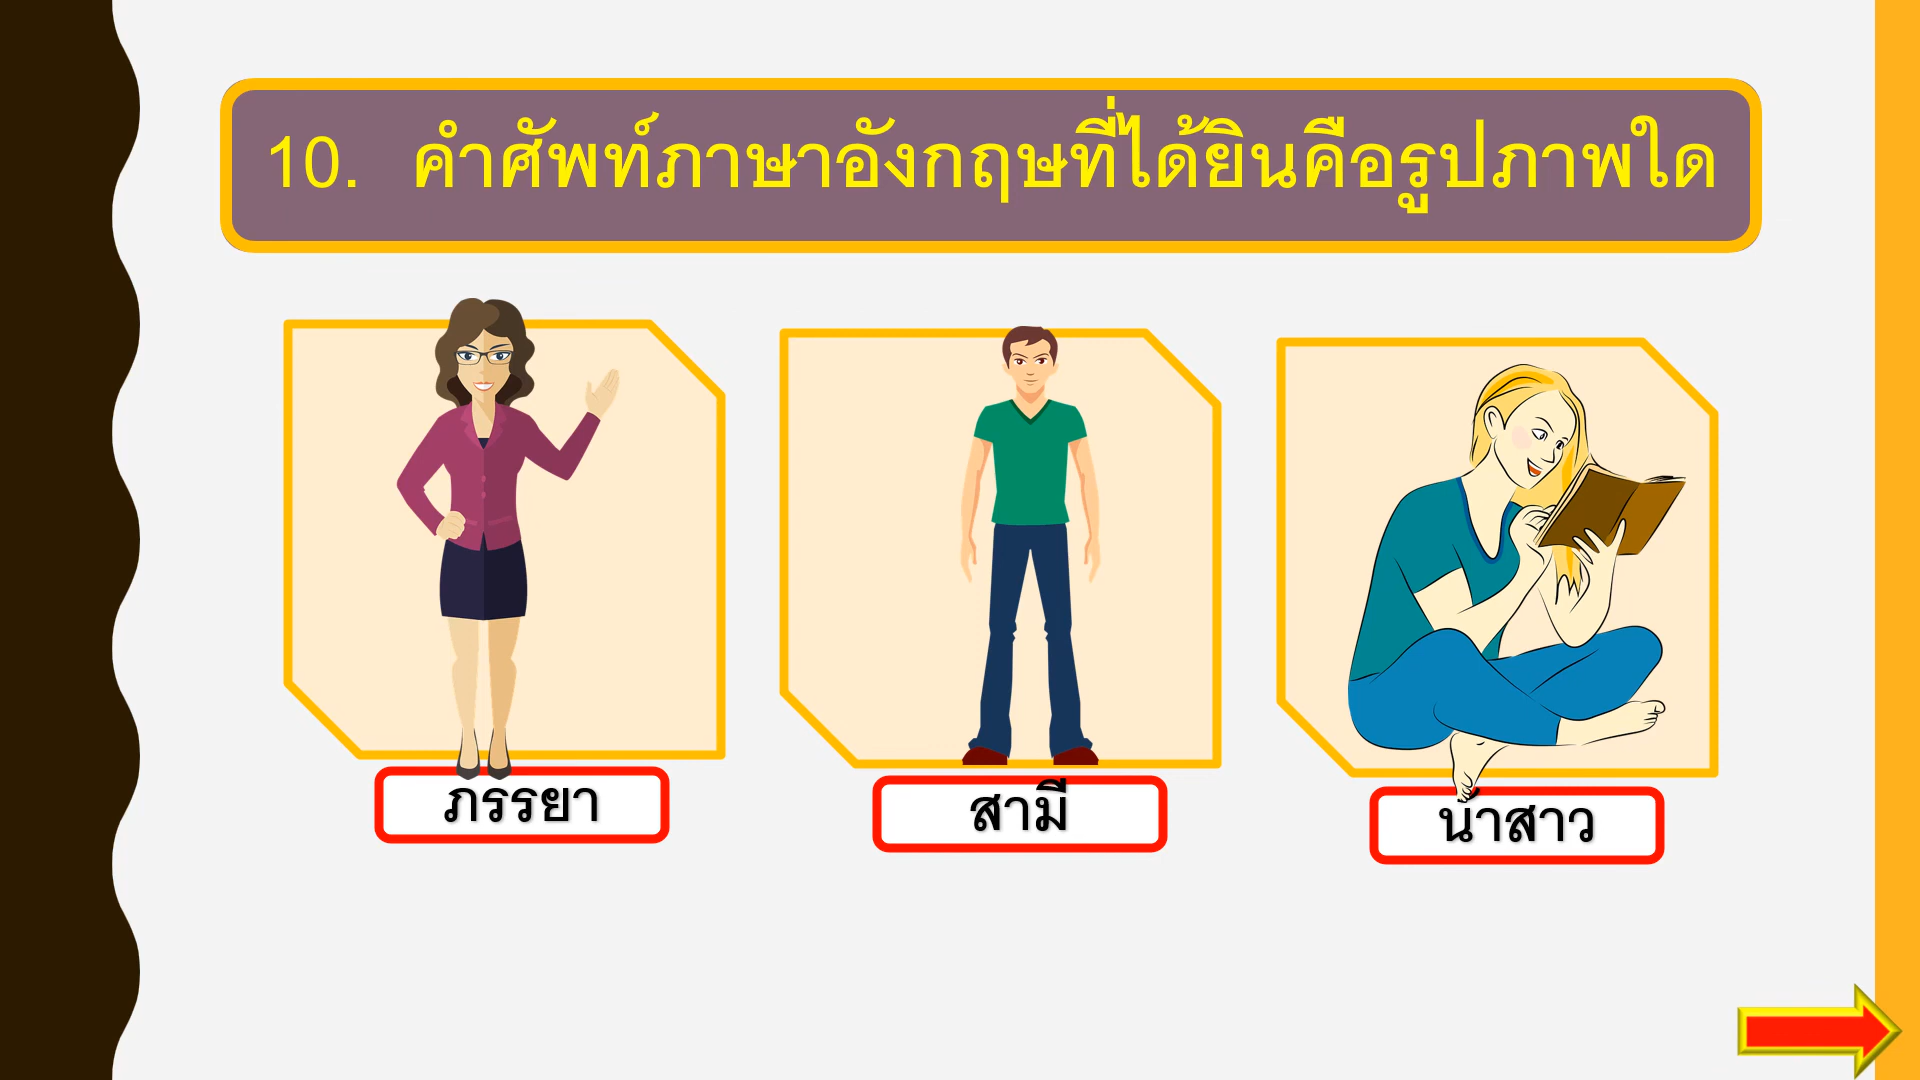 10. คำศัพท์ภาษาอังกฤษที่ได้ยินคือรูปภาพใด
ภรรยา
สามี
น้าสาว